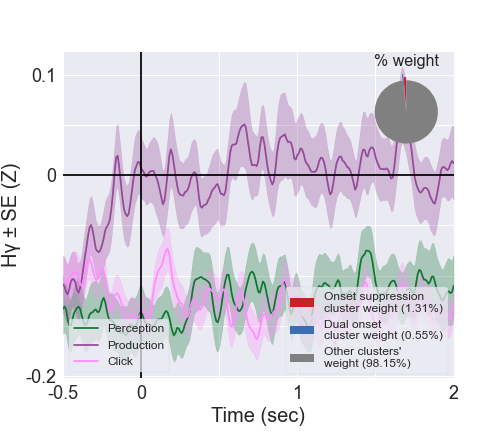 % weight
0.1
0
-0.2
Hγ ± SE (Z)
Perception
Production
Click
Onset suppression
cluster weight (1.31%)
Dual onset
cluster weight (0.55%)
Other clusters'
weight (98.15%)
-0.5
0
1
2
Time (sec)